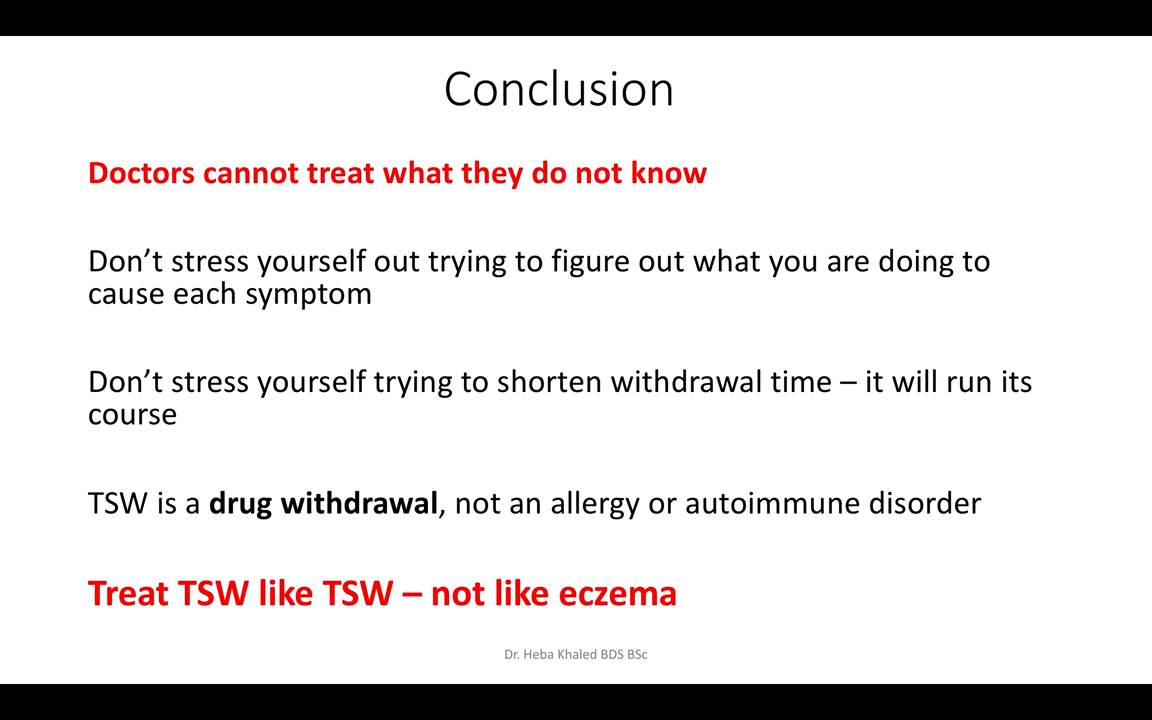 Conclusion
Doctors cannot treat what they do not know
Don’t stress yourself out trying to figure out what you are doing to
cause each symptom
Don’t stress yourself trying to shorten withdrawal time – it will run its
course
TSW is a drug withdrawal, not an allergy or autoimmune disorder
Treat TSW like TSW – not like eczema
Dr. Heba Khaled BDS BSc